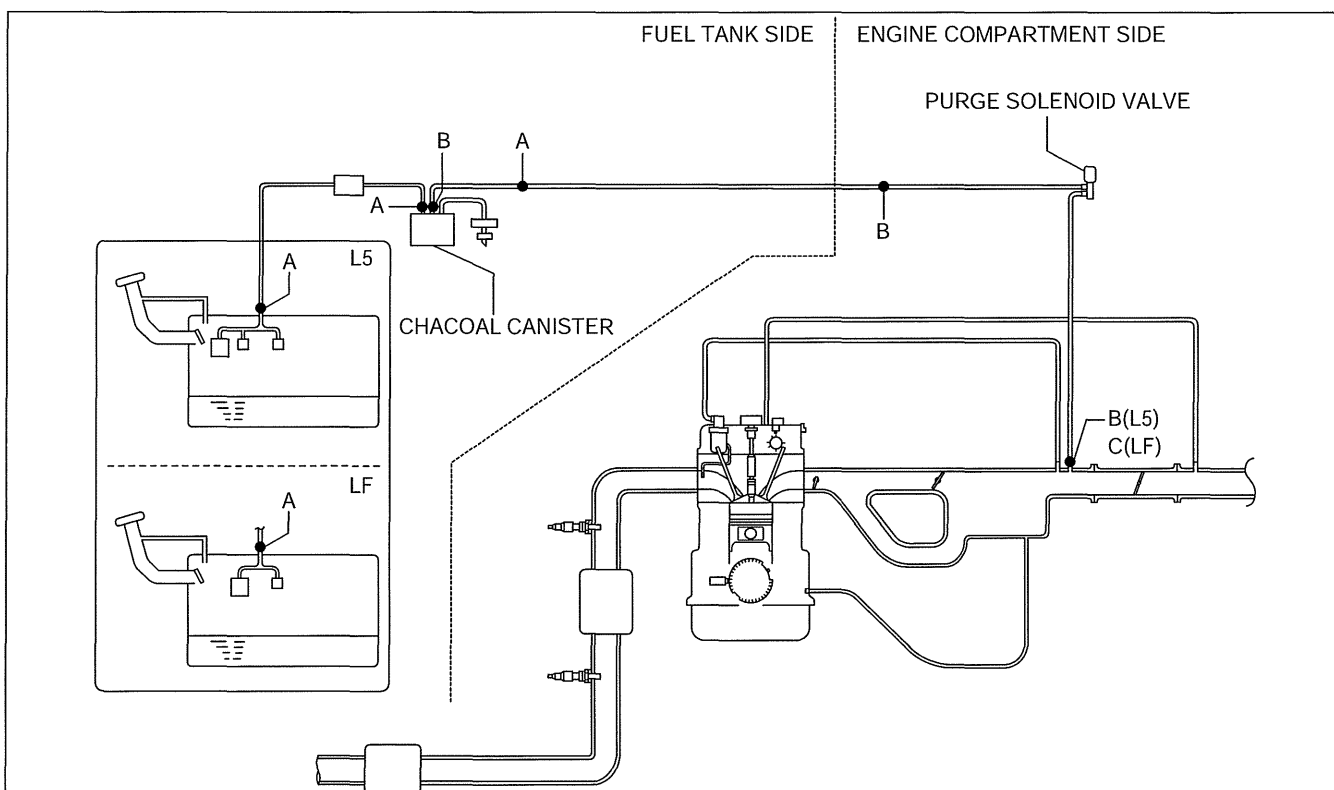 FUEL TANK SIDE
ENGINE COMPARTMENT SIDE
PURGE SOLENOID VALVE
B
A
A
B
A
L5
CHACOAL CANISTER
B(L5)
C(LF)
LF
A